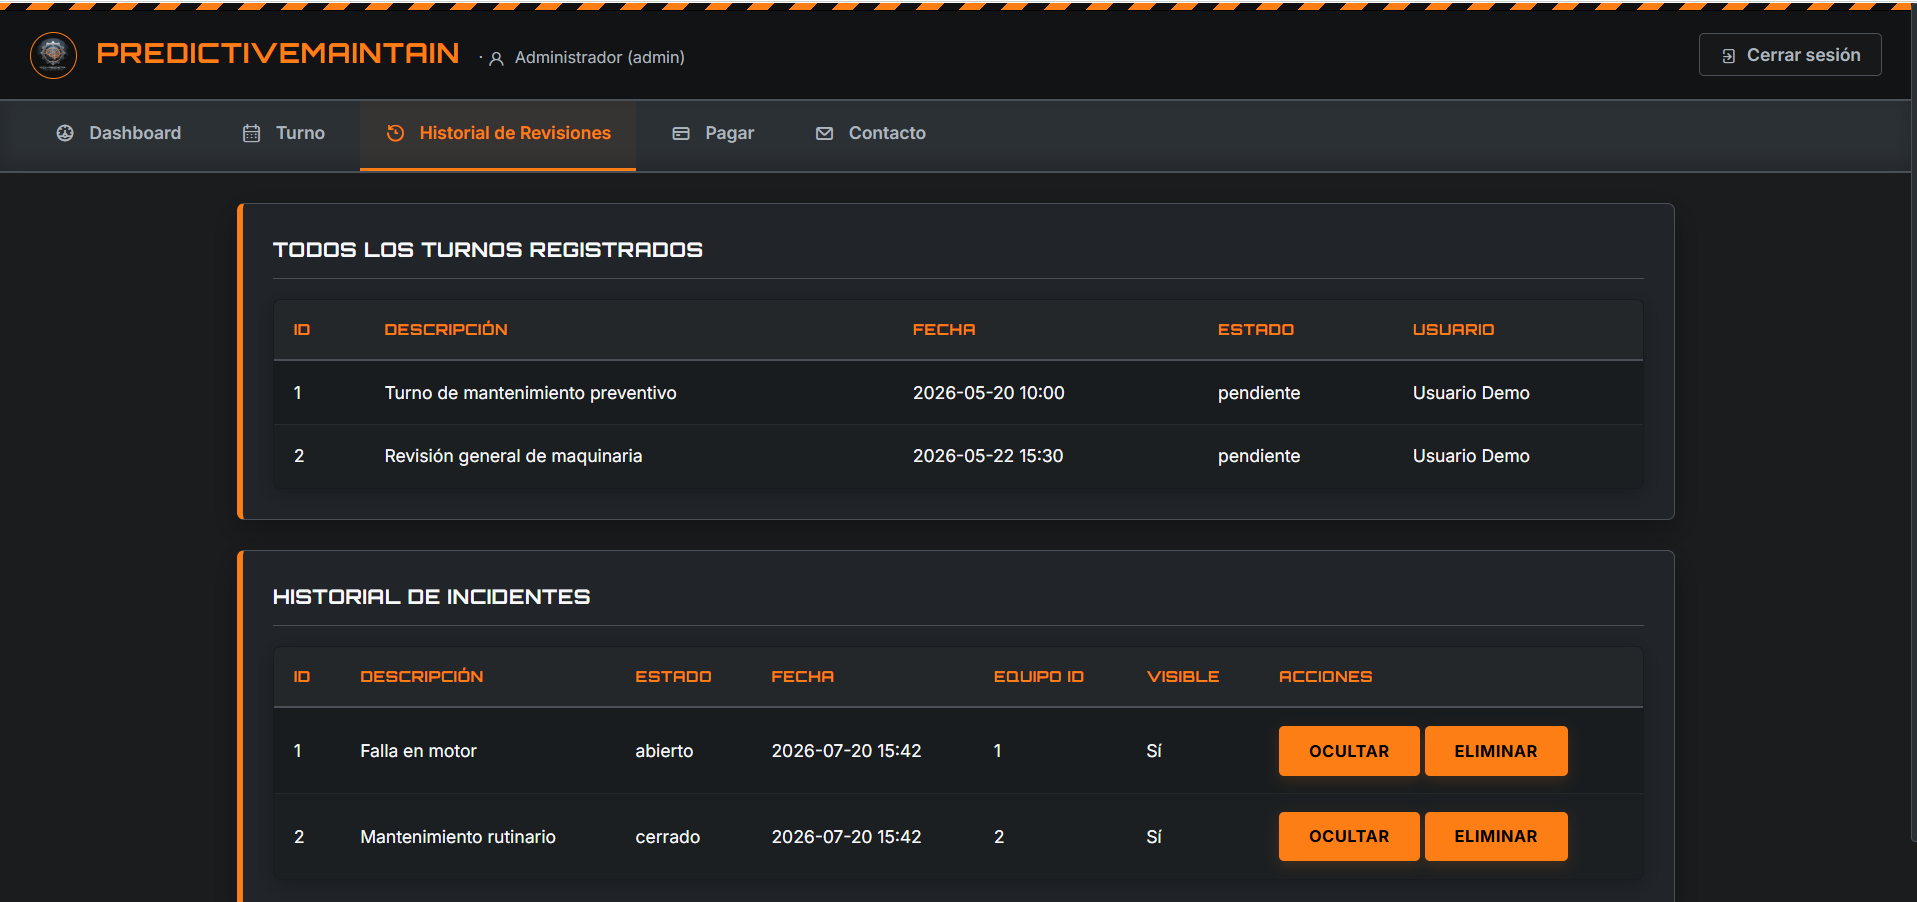 PREDICTIVEMAINTAIN · Administrador (admin) Cerrar sesión
Dashboard Turno Historial de Revisiones Pagar Contacto
TODOS LOS TURNOS REGISTRADOS
ID DESCRIPCIÓN FECHA ESTADO USUARIO
1 Turno de mantenimiento preventivo 2026-05-20 10:00 pendiente Usuario Demo
2 Revisión general de maquinaria 2026-05-22 15:30 pendiente Usuario Demo
HISTORIAL DE INCIDENTES
ID DESCRIPCIÓN ESTADO FECHA EQUIPO ID VISIBLE ACCIONES
1 Falla en motor abierto 2026-07-20 15:42 1 Sí OCULTAR ELIMINAR
2 Mantenimiento rutinario cerrado 2026-07-20 15:42 2 Sí OCULTAR ELIMINAR